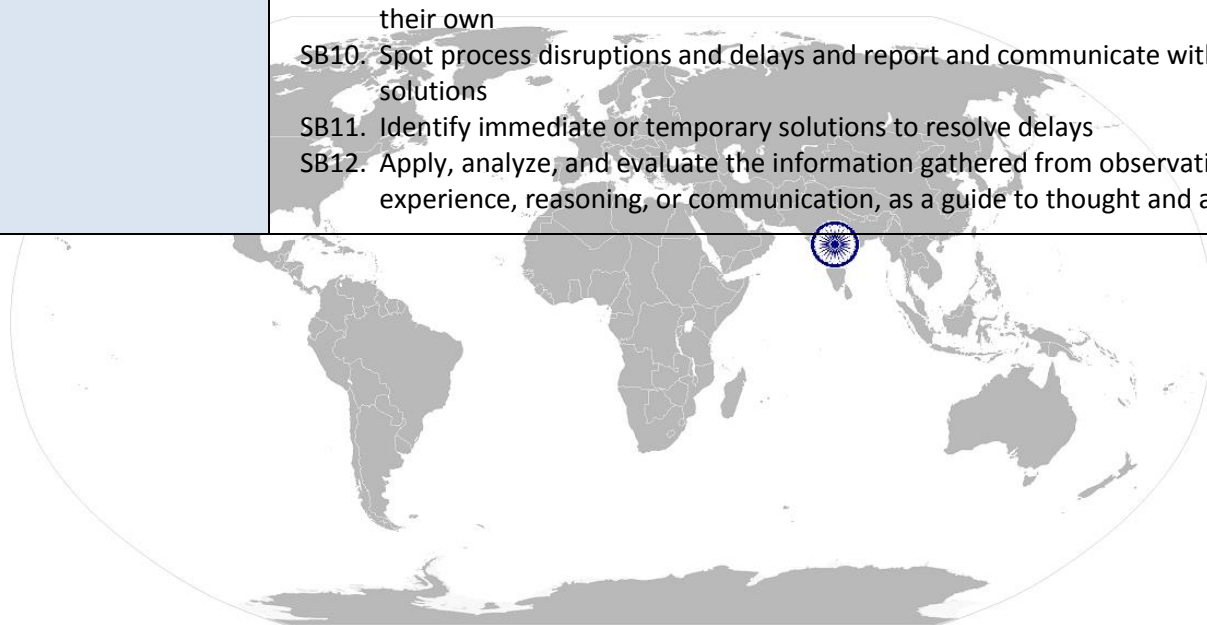 their own
SB10. Spot process disruptions and delays and report and communicate with
solutions
SB11. Identify immediate or temporary solutions to resolve delays
SB12. Apply, analyze, and evaluate the information gathered from
experience, reasoning, or communication, as a guide to thought and